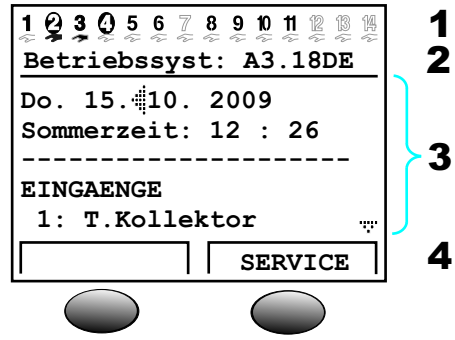 1 2 3 4 5 6 7 8 9 10 11 12 13 14
Betriebssyst: A3.18DE
Do. 15. 10. 2009
Sommerzeit: 12 : 26
---------------------
EINGAENGE
1: T.Kollektor
SERVICE
1
2
3
4